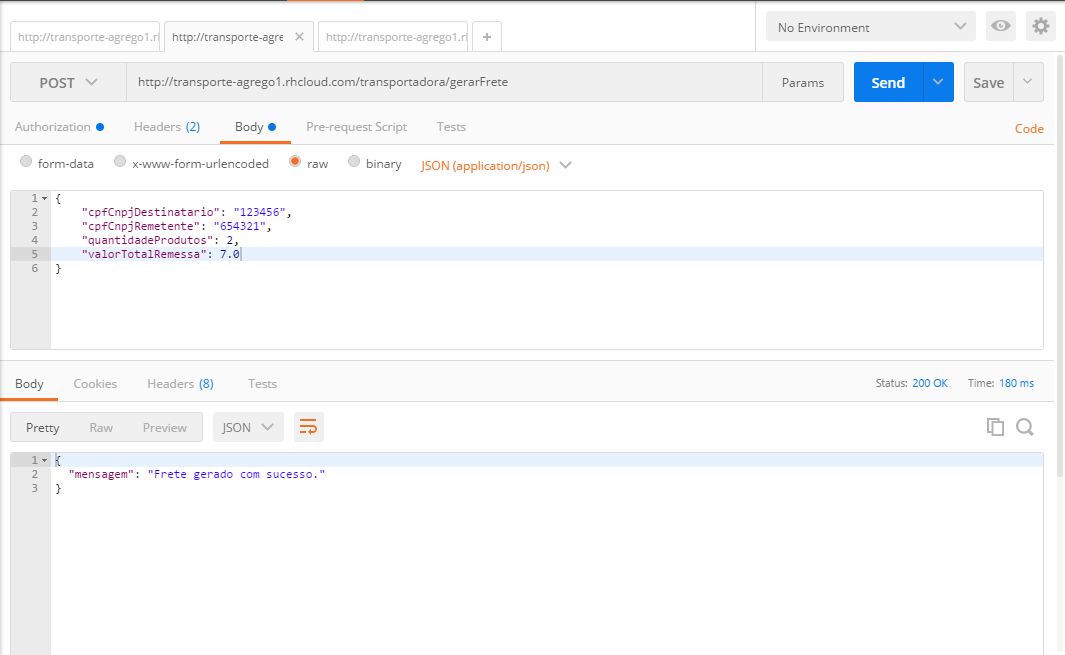 http://transporte-agrego1.rl http://transporte-agre × http://transporte-agrego1.rl + No Environment
POST http://transporte-agrego1.rhcloud.com/transportadora/gerarFrete Params Send Save
Authorization Headers (2) Body Pre-request Script Tests Code
form-data x-www-form-urlencoded raw binary JSON (application/json)
1 {
2 "cpfCnpjDestinatario": "123456",
3 "cpfCnpjRemetente": "654321",
4 "quantidadeProdutos": 2,
5 "valorTotalRemessa": 7.0
6 }
Body Cookies Headers (8) Tests Status: 200 OK Time: 180 ms
Pretty Raw Preview JSON
1 {
2 "mensagem": "Frete gerado com sucesso."
3 }